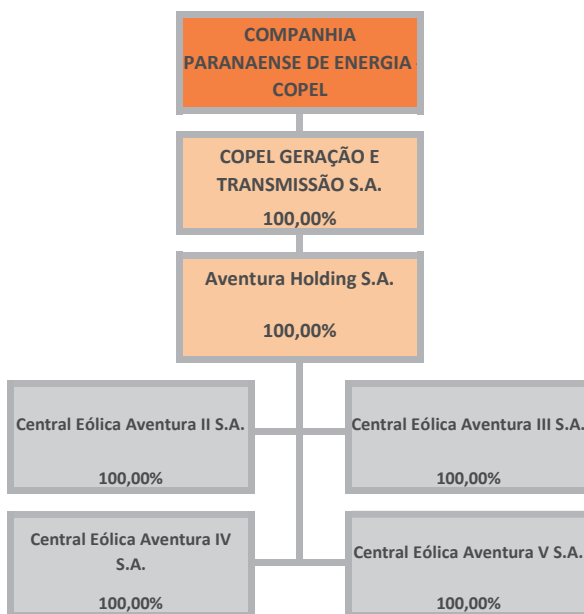 COMPANHIA
PARANAENSE DE ENERGIA -
COPEL
COPEL GERAÇÃO E
TRANSMISSÃO S.A.
100,00%
Aventura Holding S.A.
100,00%
Central Eólica Aventura II S.A.
100,00%
Central Eólica Aventura III S.A.
100,00%
Central Eólica Aventura IV
S.A.
100,00%
Central Eólica Aventura V S.A.
100,00%